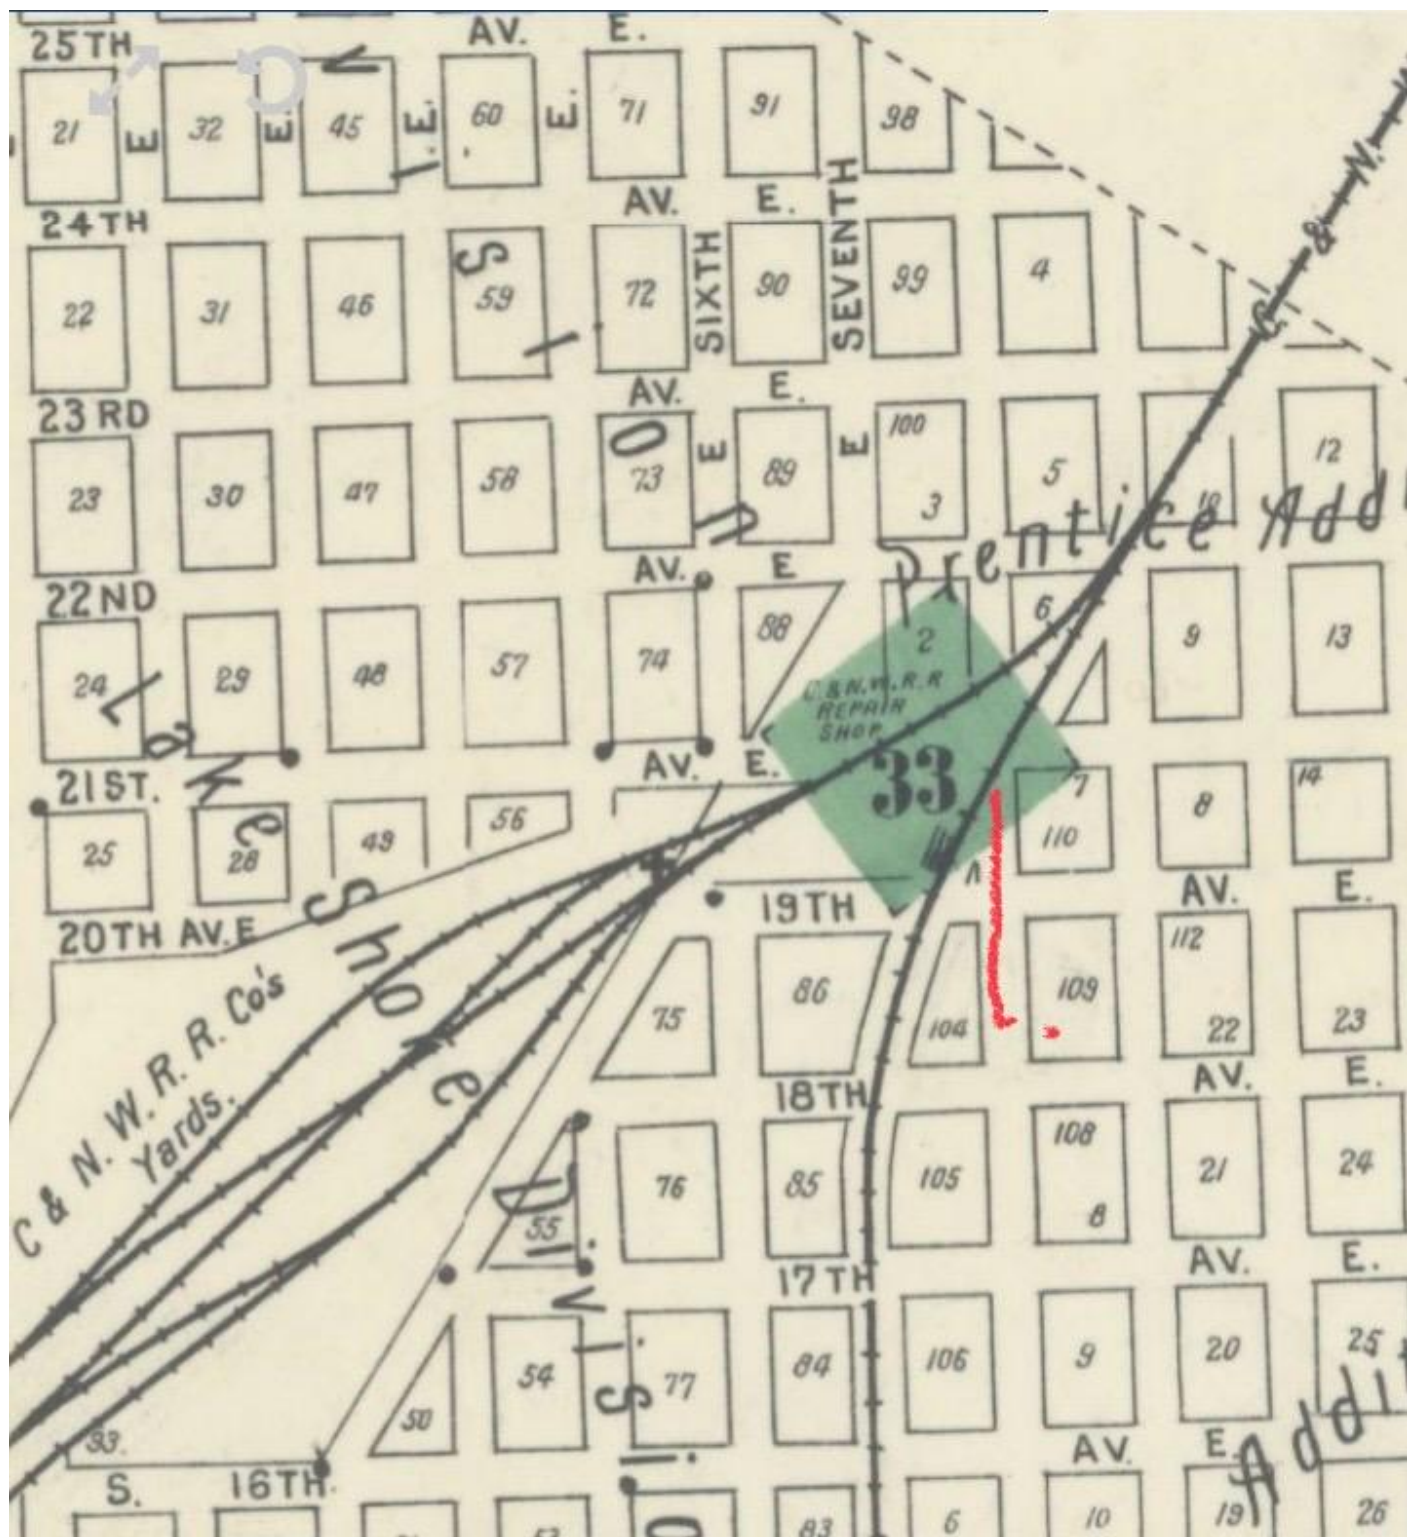 25TH AV. E.
21 32 45 60 71 91 98
E E. I.E. E.
24TH AV. E.
22 31 46 59 72 90 99 4
SIXTH SEVENTH
C. & N.
23RD AV. E.
23 30 47 58 73 E 89 E 100 3 5 10 12
Prentice Add
22ND AV. E
24 29 48 57 74 88 2 6 9 13
C. & N. W. R. R
REPAIR
SHOP
33
21ST. AV. E.
25 28 49 56 7 110 8 14
20TH AV. E 19TH AV. E.
Lake Shore Division
C & N. W. R. R. Co's
Yards.
75 86 104 109 112 22 23
18TH AV. E.
55 76 85 105 108 8 21 24
17TH AV. E.
50 54 77 84 106 9 20 25
Addit
93.
S. 16TH. AV. E.
83 6 10 19 26